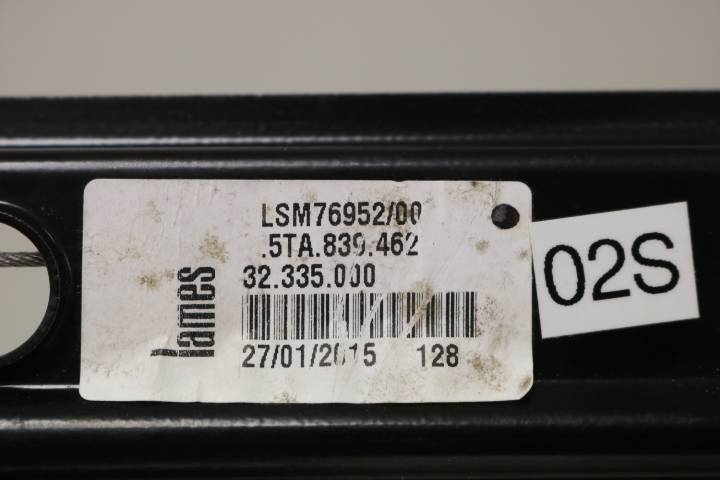 LSM76952/00
.5TA.839.462
32.335.000
lames
27/01/2015 128
02S